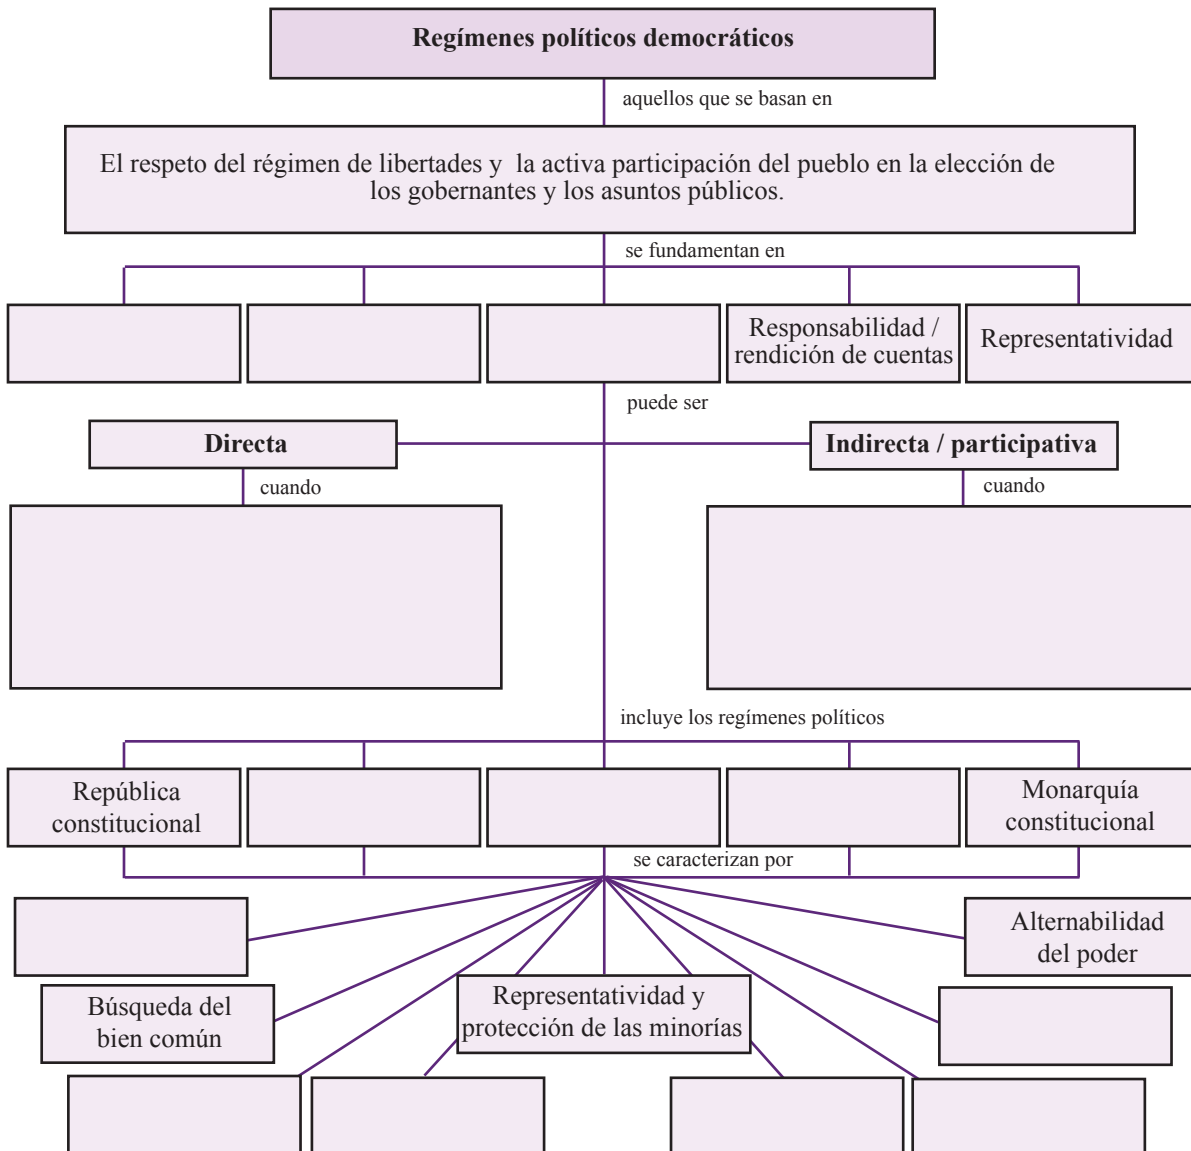 Regímenes políticos democráticos
aquellos que se basan en
El respeto del régimen de libertades y la activa participación del pueblo en la elección de
los gobernantes y los asuntos públicos.
se fundamentan en
Responsabilidad /
rendición de cuentas
Representatividad
puede ser
Directa
Indirecta / participativa
cuando
cuando
incluye los regímenes políticos
República
constitucional
Monarquía
constitucional
se caracterizan por
Alternabilidad
del poder
Búsqueda del
bien común
Representatividad y
protección de las minorías